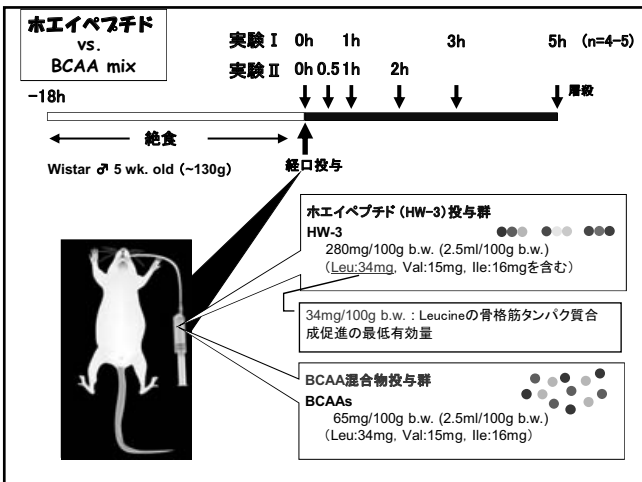 ホエイペプチド
vs.
BCAA mix
実験Ⅰ 0h 1h 3h 5h (n=4-5)
実験Ⅱ 0h 0.5 1h 2h
屠殺
-18h
絶食
Wistar ♂ 5 wk. old (~130g)
経口投与
ホエイペプチド(HW-3)投与群
HW-3
280mg/100g b.w. (2.5ml/100g b.w.)
(Leu:34mg, Val:15mg, Ile:16mgを含む)
34mg/100g b.w. : Leucineの骨格筋タンパク質合
成促進の最低有効量
BCAA混合物投与群
BCAAs
65mg/100g b.w. (2.5ml/100g b.w.)
(Leu:34mg, Val:15mg, Ile:16mg)